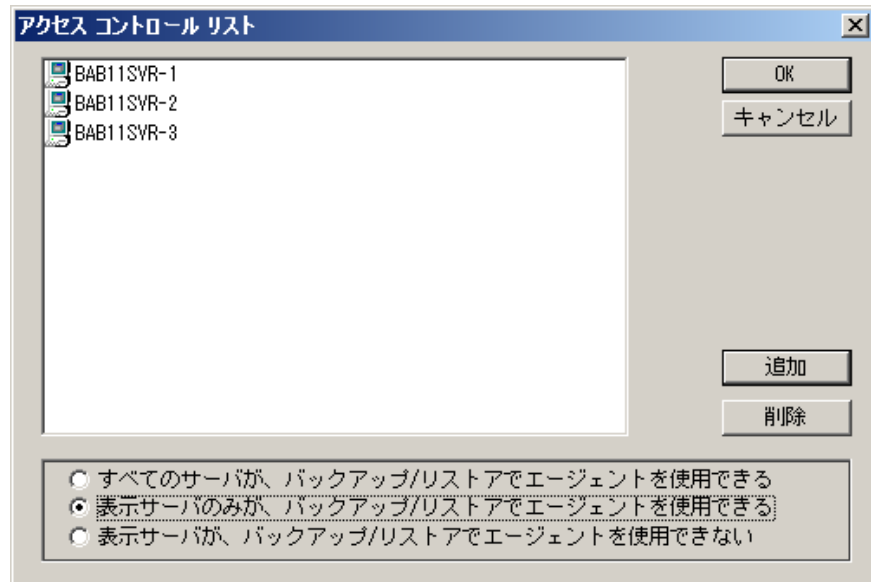 アクセス コントロール リスト
BAB11SVR-1
BAB11SVR-2
BAB11SVR-3
OK
キャンセル
追加
削除
すべてのサーバが、バックアップ/リストアでエージェントを使用できる
表示サーバのみが、バックアップ/リストアでエージェントを使用できる
表示サーバが、バックアップ/リストアでエージェントを使用できない